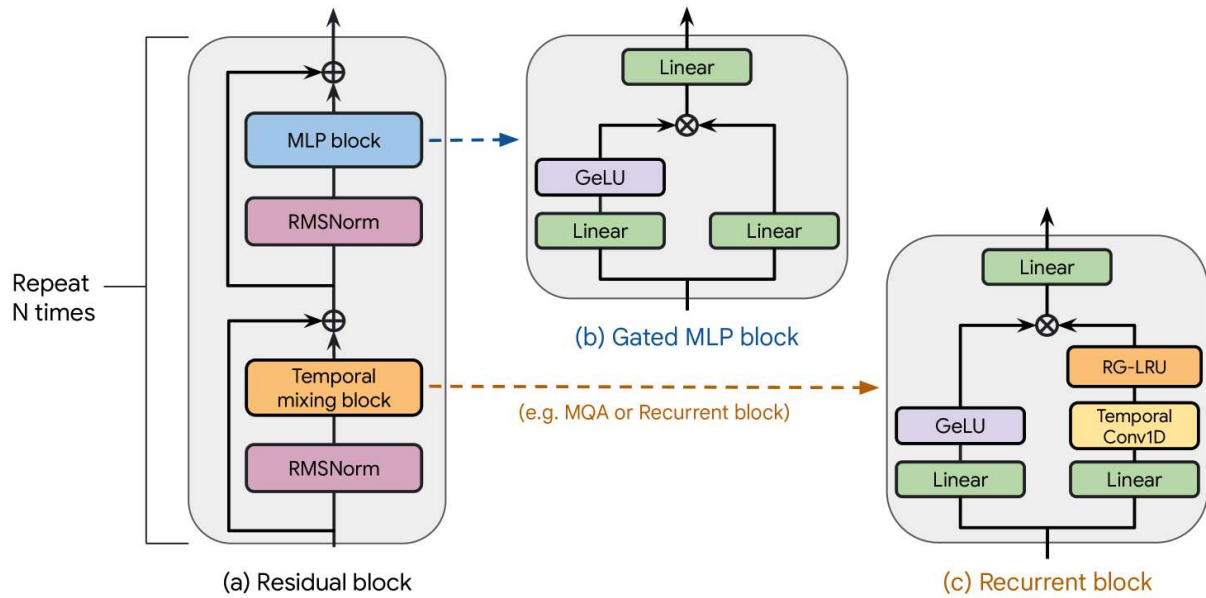 Repeat
N times
MLP block
RMSNorm
Temporal
mixing block
RMSNorm
(a) Residual block
Linear
GeLU
Linear
Linear
(b) Gated MLP block
(e.g. MQA or Recurrent block)
Linear
RG-LRU
GeLU
Temporal
Conv1D
Linear
Linear
(c) Recurrent block